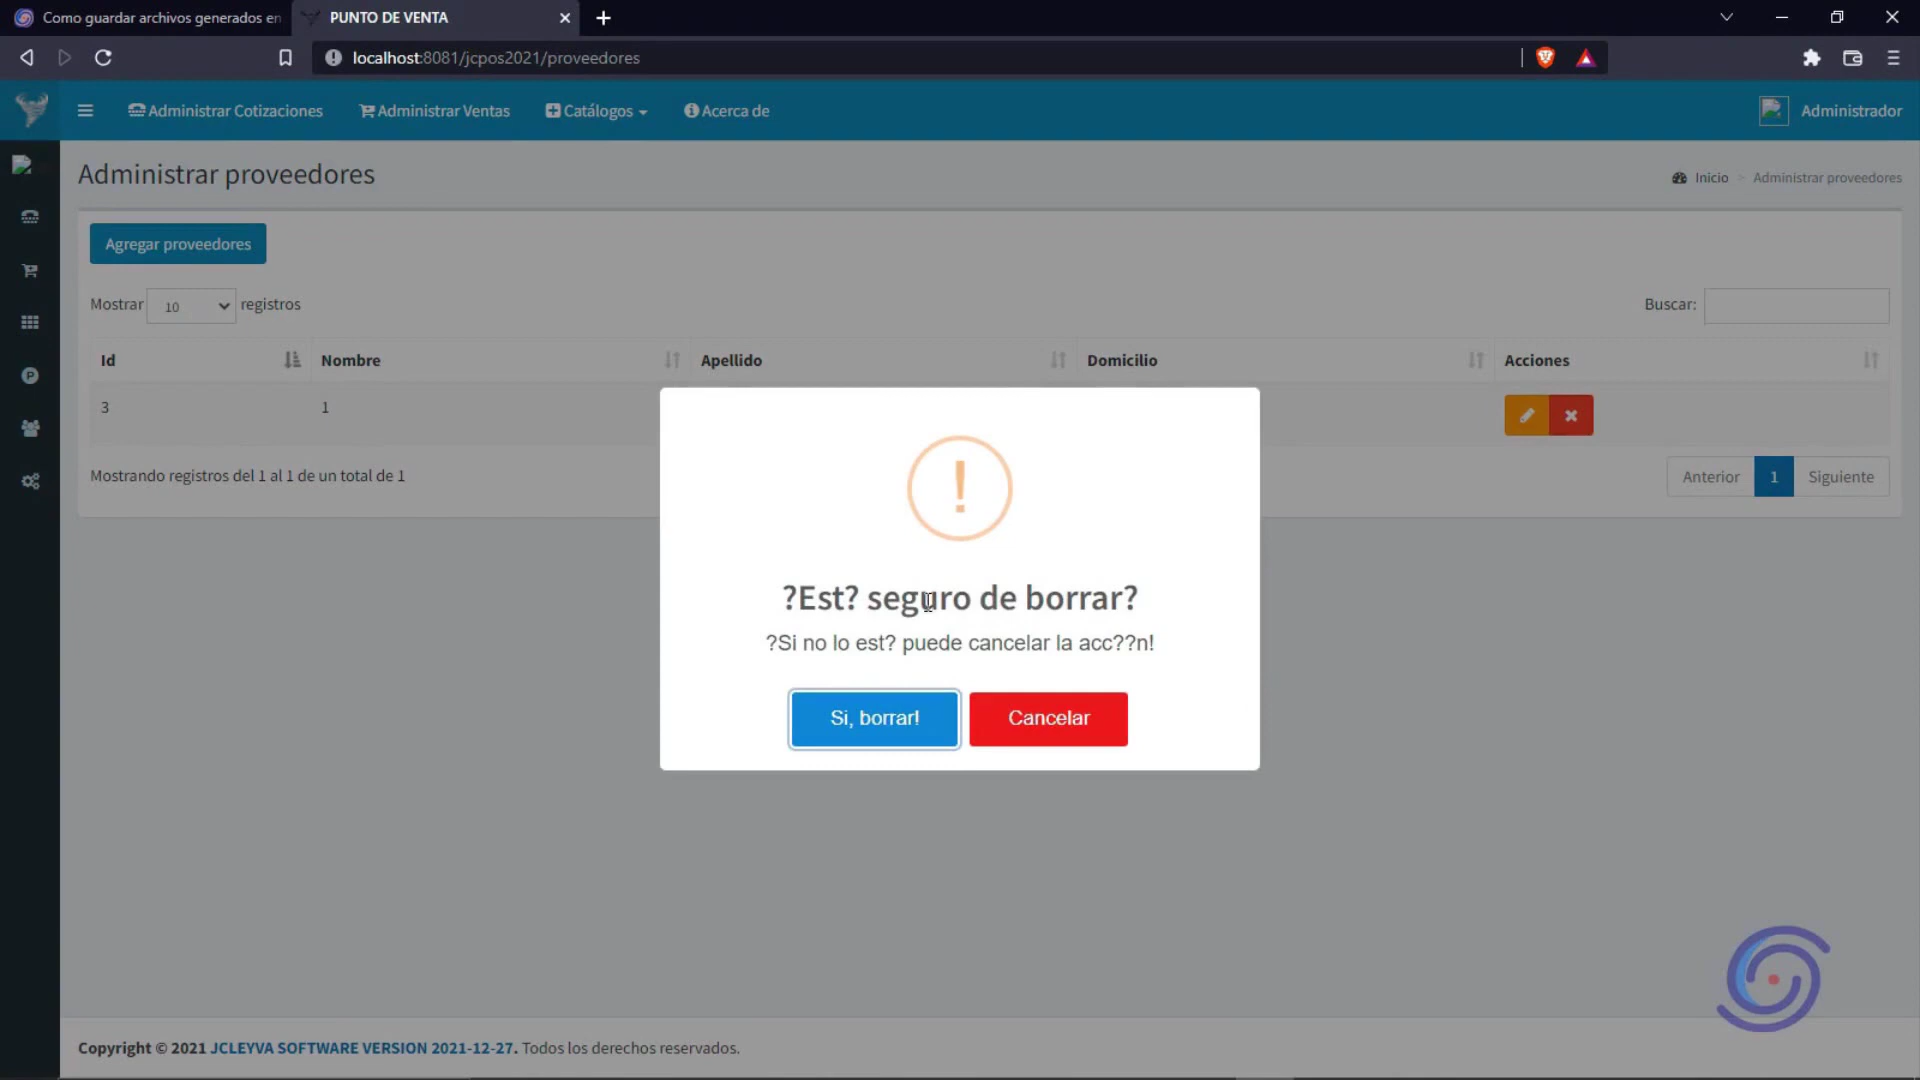 Como guardar archivos generados en
PUNTO DE VENTA
localhost:8081/jcpos2021/proveedores
Administrar Cotizaciones
Administrar Ventas
Catálogos
Acerca de
Administrador
Administrar proveedores
Inicio > Administrar proveedores
Agregar proveedores
Mostrar 10 registros
Buscar:
Id Nombre Apellido Domicilio Acciones
3 1
Mostrando registros del 1 al 1 de un total de 1
Anterior 1 Siguiente
!
?Est? seguro de borrar?
?Si no lo est? puede cancelar la acc??n!
Si, borrar!
Cancelar
Copyright © 2021 JCLEYVA SOFTWARE VERSION 2021-12-27. Todos los derechos reservados.